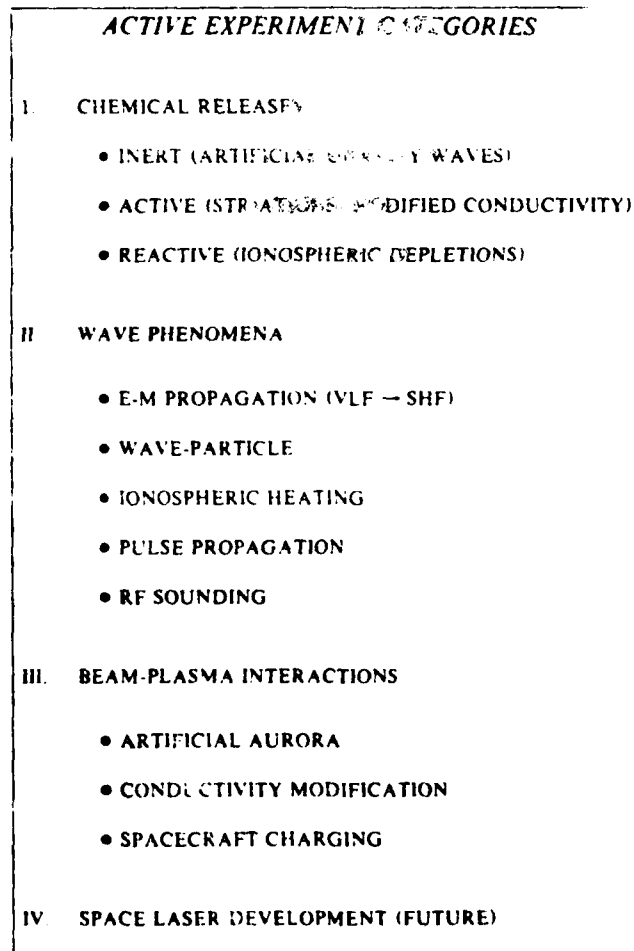 ACTIVE EXPERIMENT CATEGORIES
I. CHEMICAL RELEASES
• INERT (ARTIFICIAL WAVES)
• ACTIVE (STRIATIONS, MODIFIED CONDUCTIVITY)
• REACTIVE (IONOSPHERIC DEPLETIONS)
II WAVE PHENOMENA
• E-M PROPAGATION (VLF → SHF)
• WAVE-PARTICLE
• IONOSPHERIC HEATING
• PULSE PROPAGATION
• RF SOUNDING
III. BEAM-PLASMA INTERACTIONS
• ARTIFICIAL AURORA
• CONDUCTIVITY MODIFICATION
• SPACECRAFT CHARGING
IV. SPACE LASER DEVELOPMENT (FUTURE)